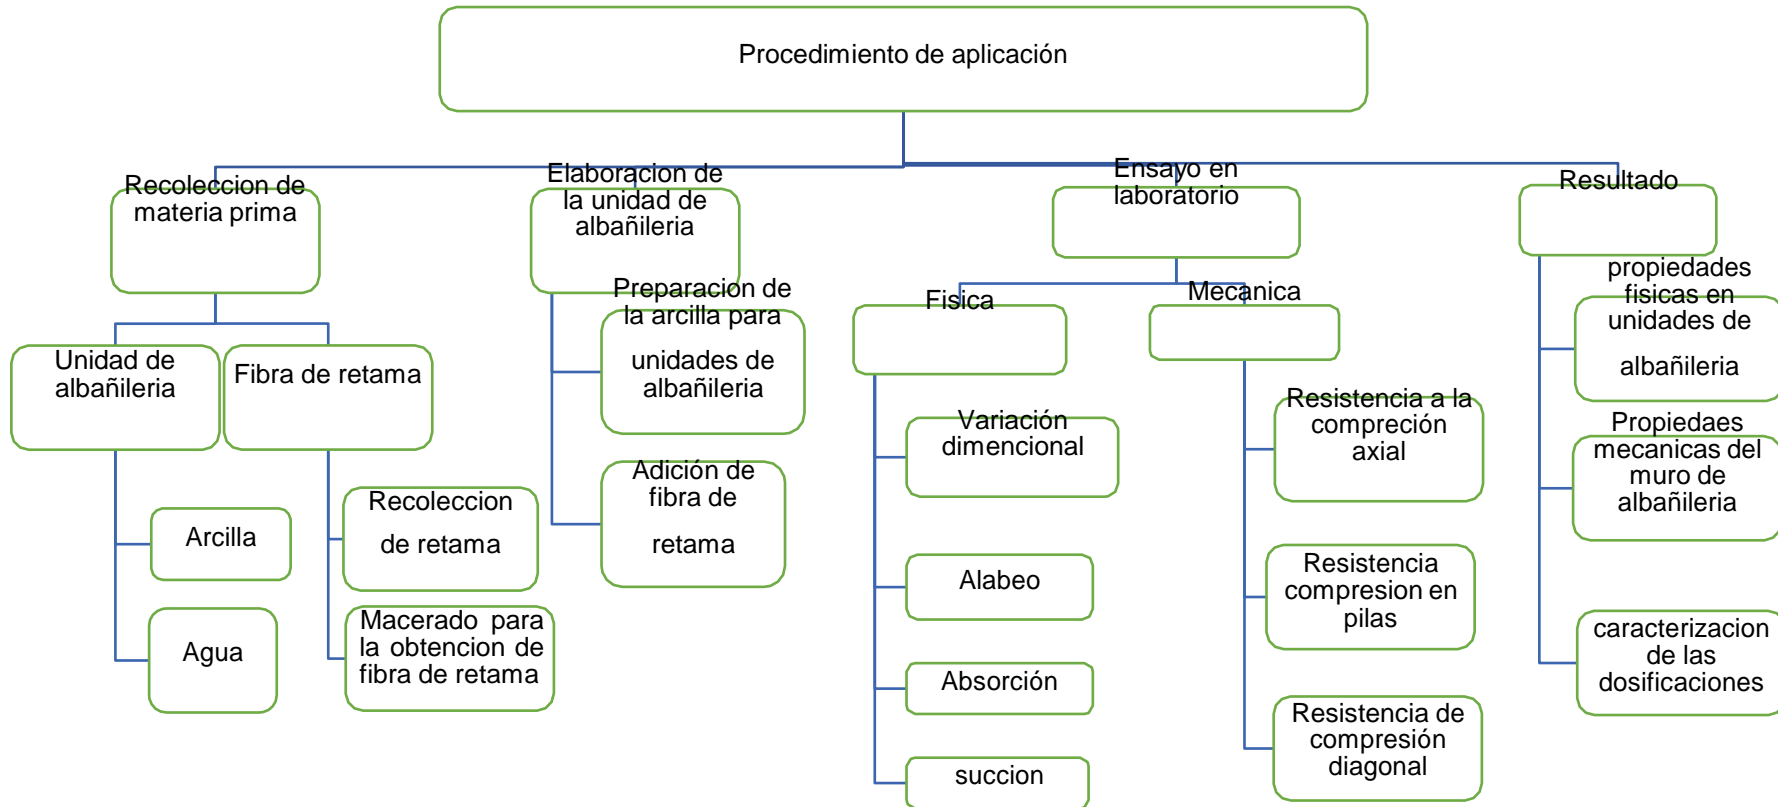 Procedimiento de aplicación
Recoleccion de
materia prima
Unidad de
albañileria
Arcilla
Agua
Fibra de retama
Recoleccion
de retama
Macerado para
la obtencion de
fibra de retama
Elaboracion de
la unidad de
albañileria
Preparacion de
la arcilla para
unidades de
albañileria
Adición de
fibra de
retama
Ensayo en
laboratorio
Fisica
Variación
dimencional
Alabeo
Absorción
succion
Mecanica
Resistencia a la
compreción
axial
Resistencia
compresion en
pilas
Resistencia de
compresión
diagonal
Resultado
propiedades
fisicas en
unidades de
albañileria
Propiedaes
mecanicas del
muro de
albañileria
caracterizacion
de las
dosificaciones